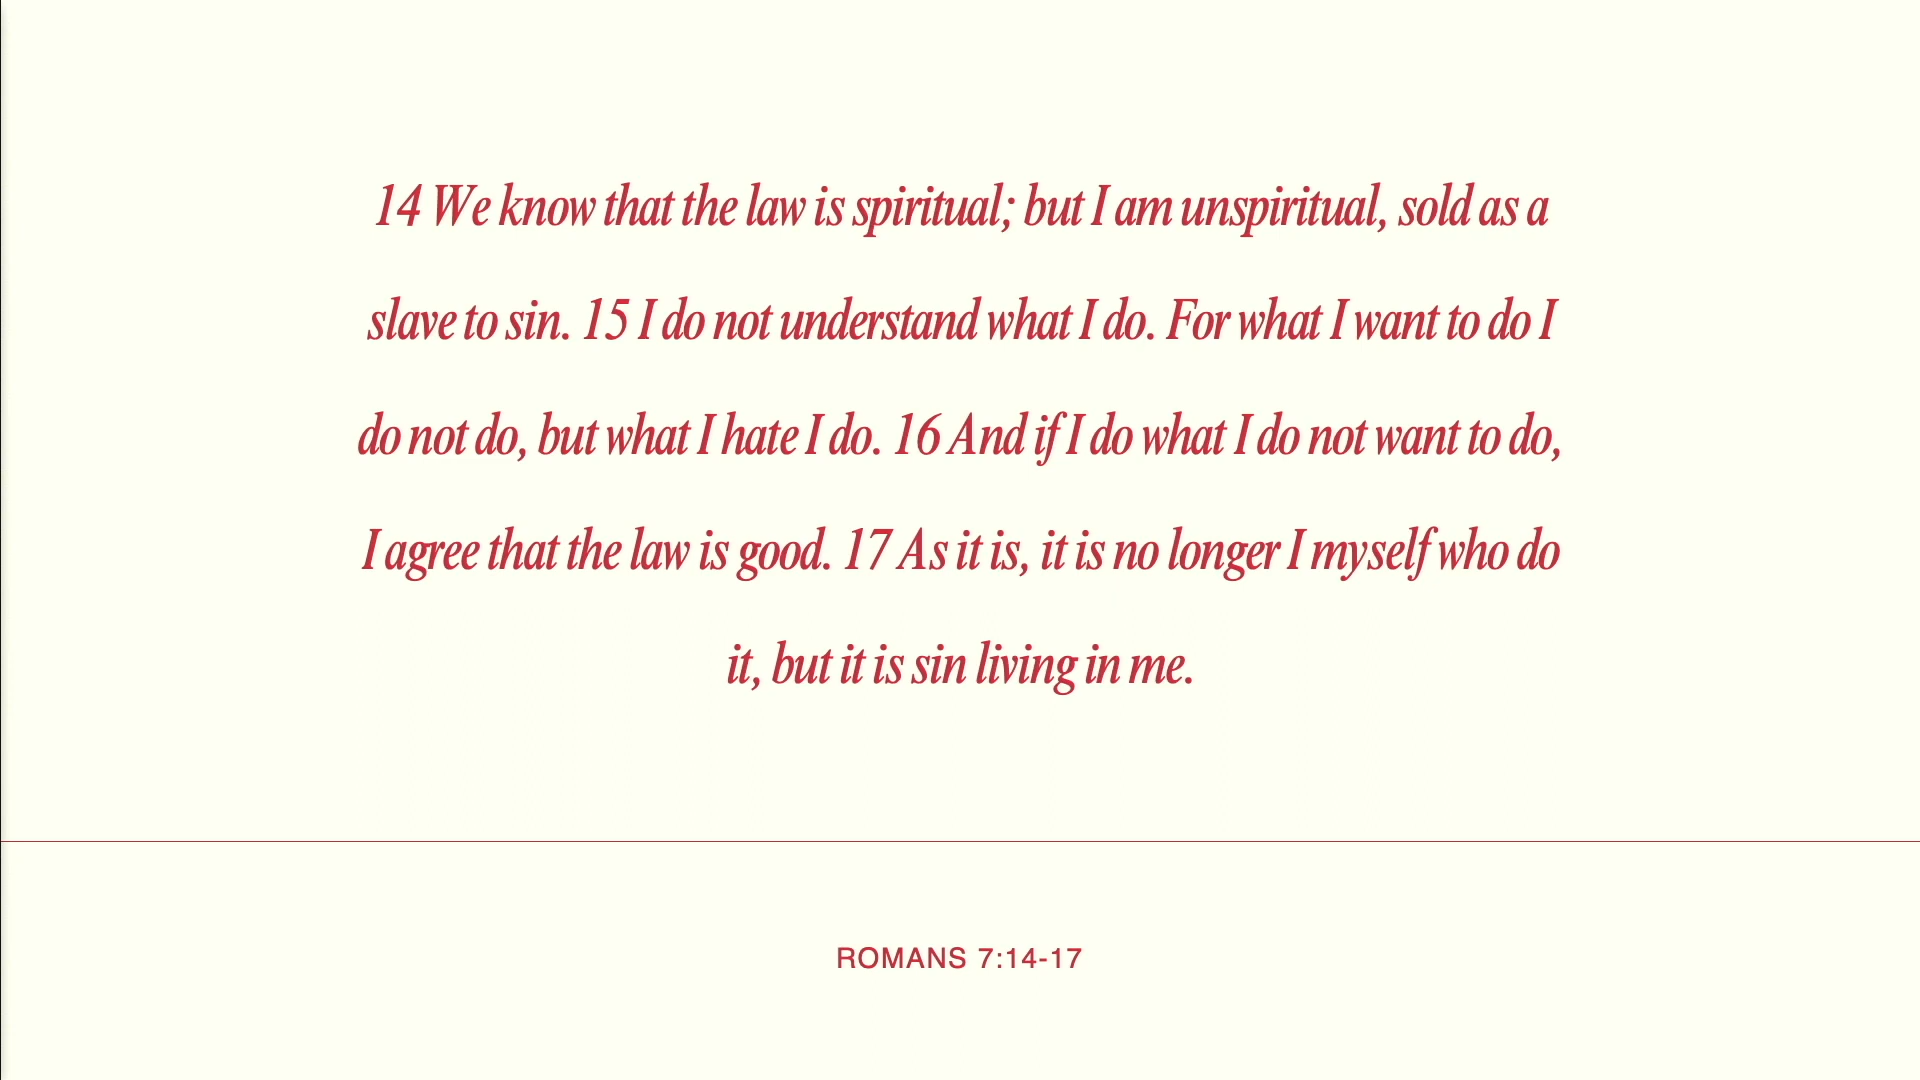 14 We know that the law is spiritual; but I am unspiritual, sold as a
slave to sin. 15 I do not understand what I do. For what I want to do I
do not do, but what I hate I do. 16 And if I do what I do not want to do,
I agree that the law is good. 17 As it is, it is no longer I myself who do
it, but it is sin living in me.
ROMANS 7:14-17